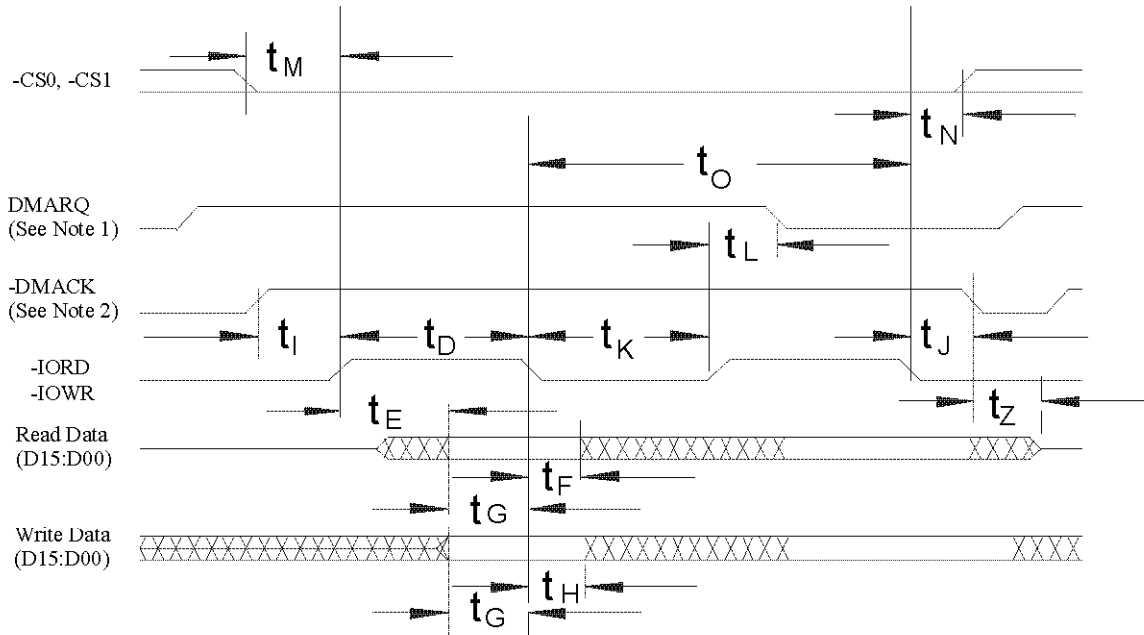 tM
-CS0, -CS1
tN
tO
DMARQ
(See Note 1)
tL
-DMACK
(See Note 2)
tI
tD
tK
tJ
-IORD
-IOWR
tE
tZ
Read Data
(D15:D00)
tF
tG
Write Data
(D15:D00)
tH
tG